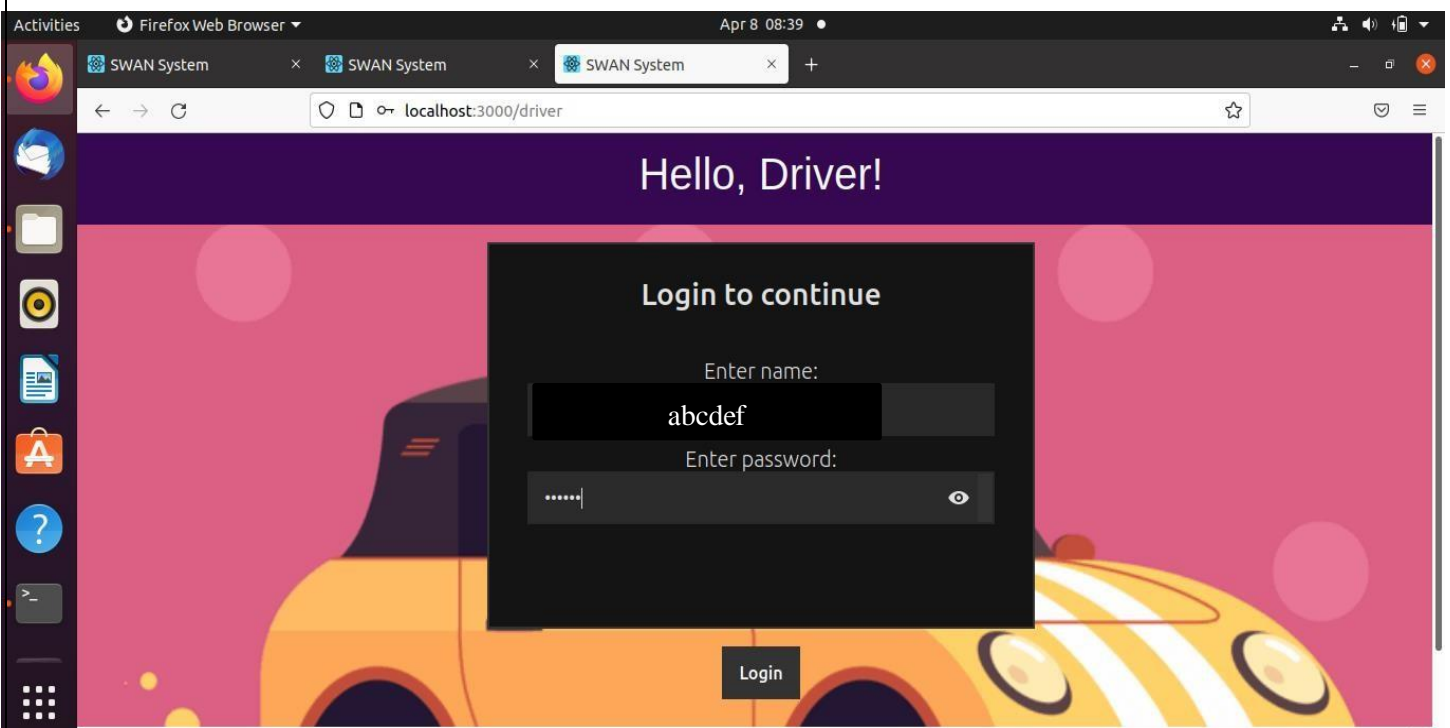 Activities Firefox Web Browser Apr 8 08:39
SWAN System SWAN System SWAN System
localhost:3000/driver
Hello, Driver!
Login to continue
Enter name:
abcdef
Enter password:
••••••
Login